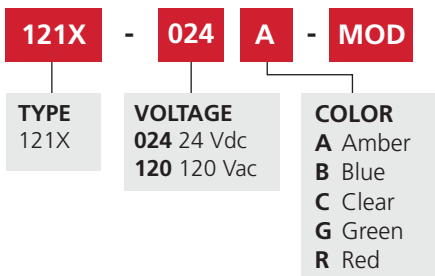 121X - 024 A - MOD
TYPE
121X
VOLTAGE
024 24 Vdc
120 120 Vac
COLOR
A Amber
B Blue
C Clear
G Green
R Red